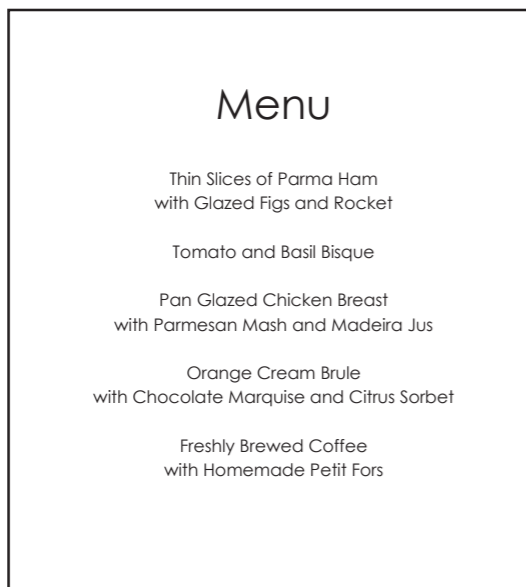 Menu
Thin Slices of Parma Ham
with Glazed Figs and Rocket
Tomato and Basil Bisque
Pan Glazed Chicken Breast
with Parmesan Mash and Madeira Jus
Orange Cream Brule
with Chocolate Marquise and Citrus Sorbet
Freshly Brewed Coffee
with Homemade Petit Fors